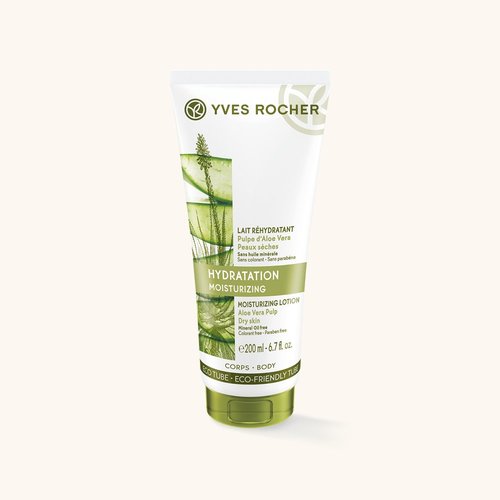 YVES ROCHER
LAIT RÉHYDRATANT
Pulpe d'Aloe Vera
Peaux sèches
Sans huile minérale
Sans colorant - Sans parabène
HYDRATATION
MOISTURIZING
MOISTURIZING LOTION
Aloe Vera Pulp
Dry skin
Mineral Oil free
Colorant free - Paraben free
℮200 ml - 6.7 fl. oz.
CORPS • BODY
ECO TUBE • ECO-FRIENDLY TUBE